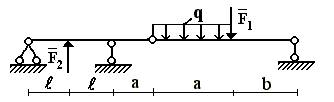 q
F̅₁
F̅₂
ℓ ℓ a a b